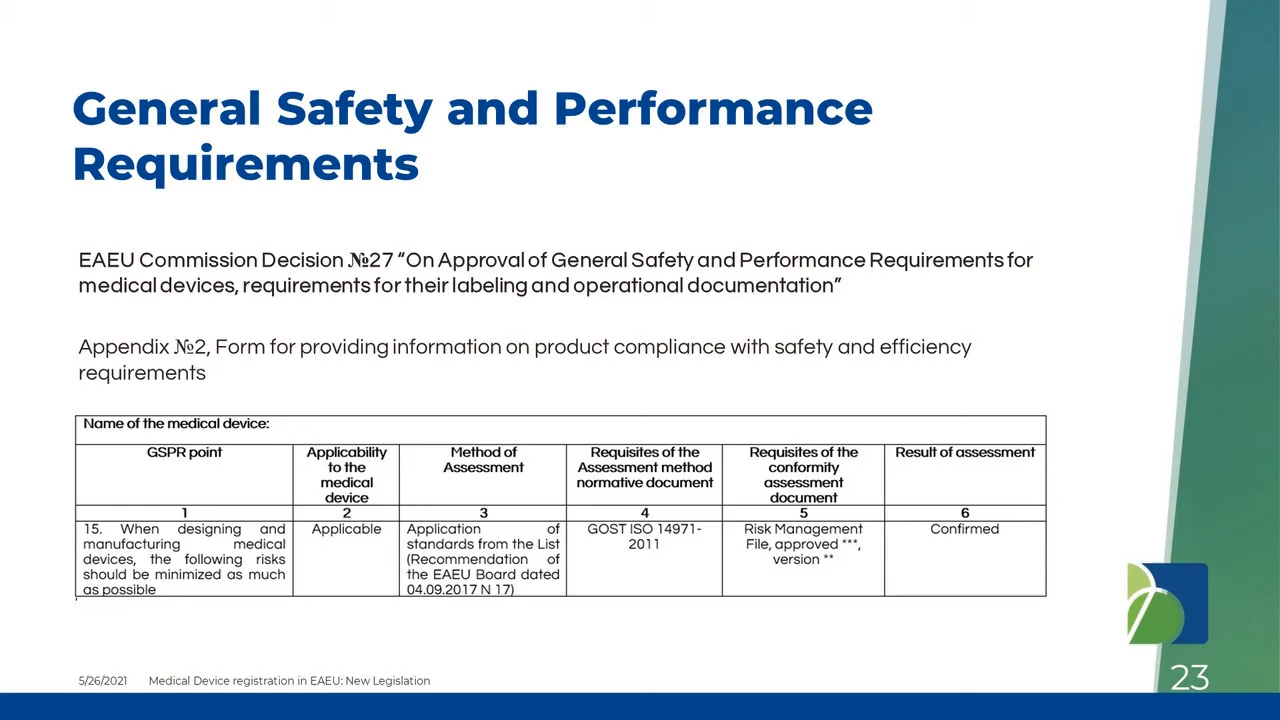 General Safety and Performance
Requirements
EAEU Commission Decision №27 “On Approval of General Safety and Performance Requirements for
medical devices, requirements for their labeling and operational documentation”
Appendix №2, Form for providing information on product compliance with safety and efficiency
requirements
Name of the medical device:
GSPR point
Applicability
to the
medical
device
Method of
Assessment
Requisites of the
Assessment method
normative document
Requisites of the
conformity
assessment
document
Result of assessment
1
2
3
4
5
6
15. When designing and
manufacturing medical
devices, the following risks
should be minimized as much
as possible
Applicable
Application of
standards from the List
(Recommendation of
the EAEU Board dated
04.09.2017 N 17)
GOST ISO 14971-
2011
Risk Management
File, approved ***,
version **
Confirmed
5/26/2021 Medical Device registration in EAEU: New Legislation
23